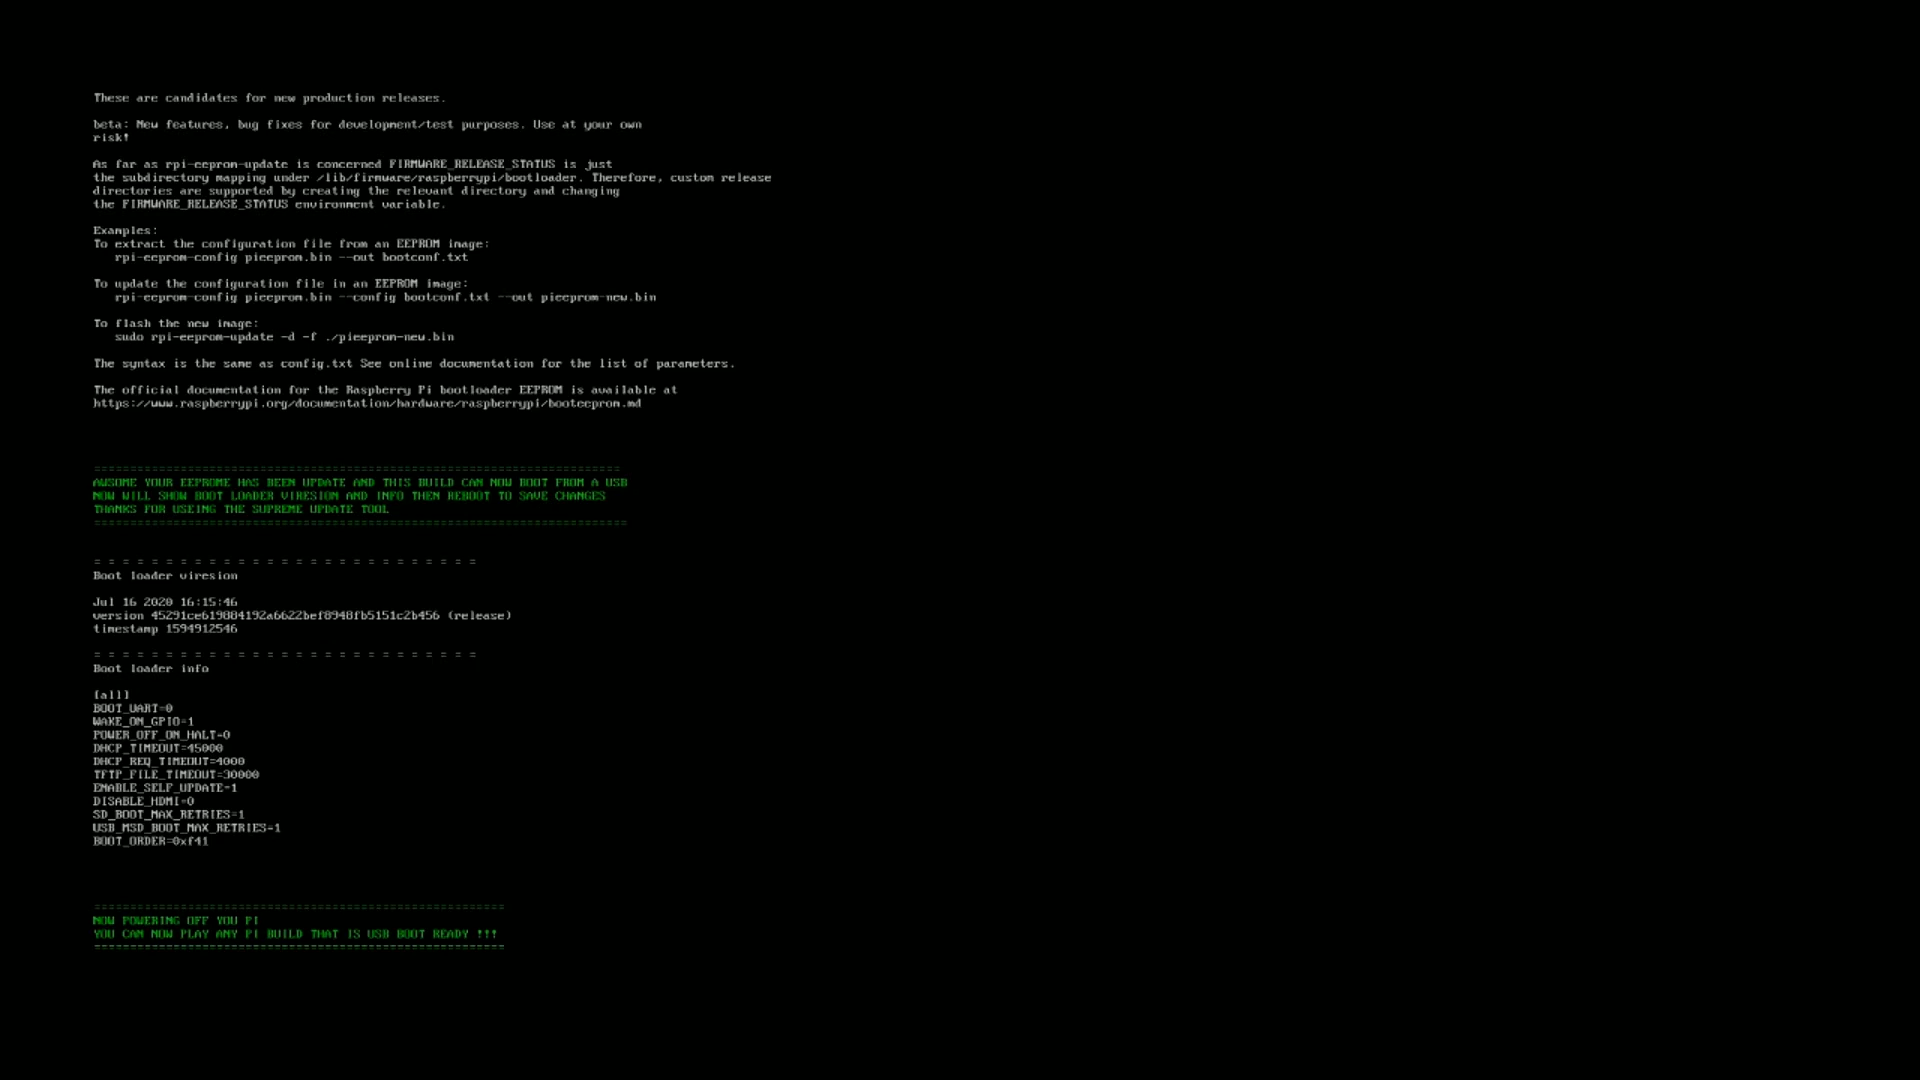 These are candidates for new production releases.
beta: New features, bug fixes for development/test purposes. Use at your own
risk!
As far as rpi-eeprom-update is concerned FIRMWARE_RELEASE_STATUS is just
the subdirectory mapping under /lib/firmware/raspberrypi/bootloader. Therefore, custom release
directories are supported by creating the relevant directory and changing
the FIRMWARE_RELEASE_STATUS environment variable.
Examples:
To extract the configuration file from an EEPROM image:
rpi-eeprom-config pieeprom.bin --out bootconf.txt
To update the configuration file in an EEPROM image:
rpi-eeprom-config pieeprom.bin --config bootconf.txt --out pieeprom-new.bin
To flash the new image:
sudo rpi-eeprom-update -d -f ./pieeprom-new.bin
The syntax is the same as config.txt See online documentation for the list of parameters.
The official documentation for the Raspberry Pi bootloader EEPROM is available at
https://www.raspberrypi.org/documentation/hardware/raspberrypi/booteeprom.md
AWSOME YOUR EEPROME HAS BEEN UPDATE AND THIS BUILD CAN NOW BOOT FROM A USB
NOW WILL SHOW BOOT LOADER VIRESION AND INFO THEN REBOOT TO SAVE CHANGES
THANKS FOR USEING THE SUPREME UPDATE TOOL
= = = = = = = = = = = = = = = = = = = = = = = = = = =
Boot loader viresion
Jul 16 2020 16:15:46
version 45291ce619884192a6622bef8948fb5151c2b456 (release)
timestamp 1594912546
= = = = = = = = = = = = = = = = = = = = = = = = = = =
Boot loader info
[all]
BOOT_UART=0
WAKE_ON_GPIO=1
POWER_OFF_ON_HALT=0
DHCP_TIMEOUT=45000
DHCP_REQ_TIMEOUT=4000
TFTP_FILE_TIMEOUT=30000
ENABLE_SELF_UPDATE=1
DISABLE_HDMI=0
SD_BOOT_MAX_RETRIES=1
USB_MSD_BOOT_MAX_RETRIES=1
BOOT_ORDER=0xf41
NOW POWERING OFF YOU PI
YOU CAN NOW PLAY ANY PI BUILD THAT IS USB BOOT READY !!!